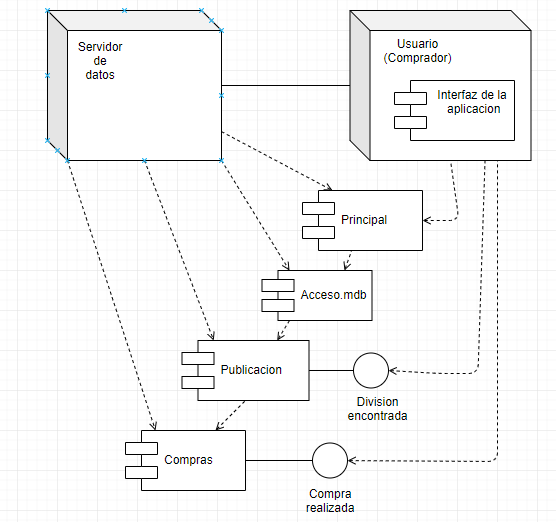 Servidor
de
datos
Usuario
(Comprador)
Interfaz de la
aplicacion
Principal
Acceso.mdb
Publicacion
Division
encontrada
Compras
Compra
realizada